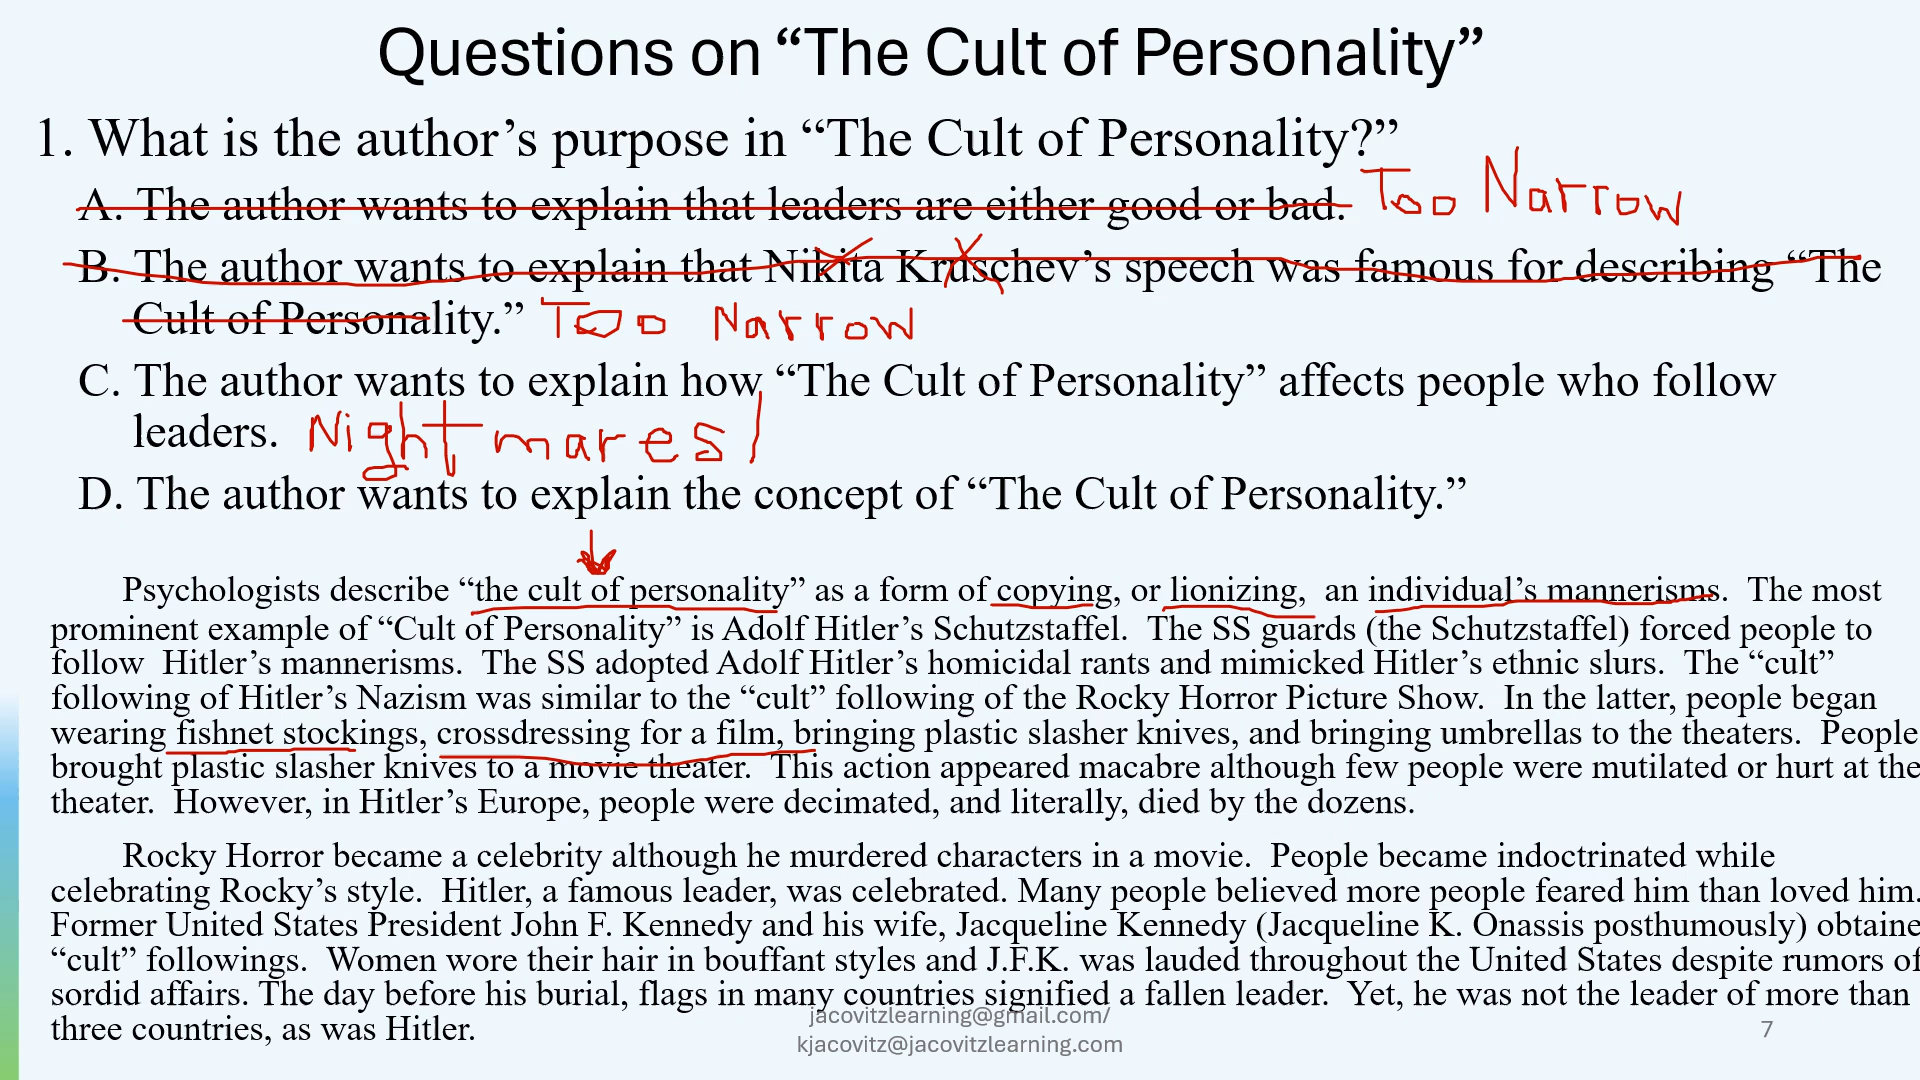 Questions on “The Cult of Personality”
1. What is the author’s purpose in “The Cult of Personality?”
A. The author wants to explain that leaders are either good or bad. Too Narrow
B. The author wants to explain that Nikita Kruschev’s speech was famous for describing “The
Cult of Personality.” Too Narrow
C. The author wants to explain how “The Cult of Personality” affects people who follow
leaders. Nightmares!
D. The author wants to explain the concept of “The Cult of Personality.”
Psychologists describe “the cult of personality” as a form of copying, or lionizing, an individual’s mannerisms. The most
prominent example of “Cult of Personality” is Adolf Hitler’s Schutzstaffel. The SS guards (the Schutzstaffel) forced people to
follow Hitler’s mannerisms. The SS adopted Adolf Hitler’s homicidal rants and mimicked Hitler’s ethnic slurs. The “cult”
following of Hitler’s Nazism was similar to the “cult” following of the Rocky Horror Picture Show. In the latter, people began
wearing fishnet stockings, crossdressing for a film, bringing plastic slasher knives, and bringing umbrellas to the theaters. People
brought plastic slasher knives to a movie theater. This action appeared macabre although few people were mutilated or hurt at the
theater. However, in Hitler’s Europe, people were decimated, and literally, died by the dozens.
Rocky Horror became a celebrity although he murdered characters in a movie. People became indoctrinated while
celebrating Rocky’s style. Hitler, a famous leader, was celebrated. Many people believed more people feared him than loved him.
Former United States President John F. Kennedy and his wife, Jacqueline Kennedy (Jacqueline K. Onassis posthumously) obtaine
“cult” followings. Women wore their hair in bouffant styles and J.F.K. was lauded throughout the United States despite rumors of
sordid affairs. The day before his burial, flags in many countries signified a fallen leader. Yet, he was not the leader of more than
three countries, as was Hitler.
jacovitzlearning@gmail.com/
kjacovitz@jacovitzlearning.com
7